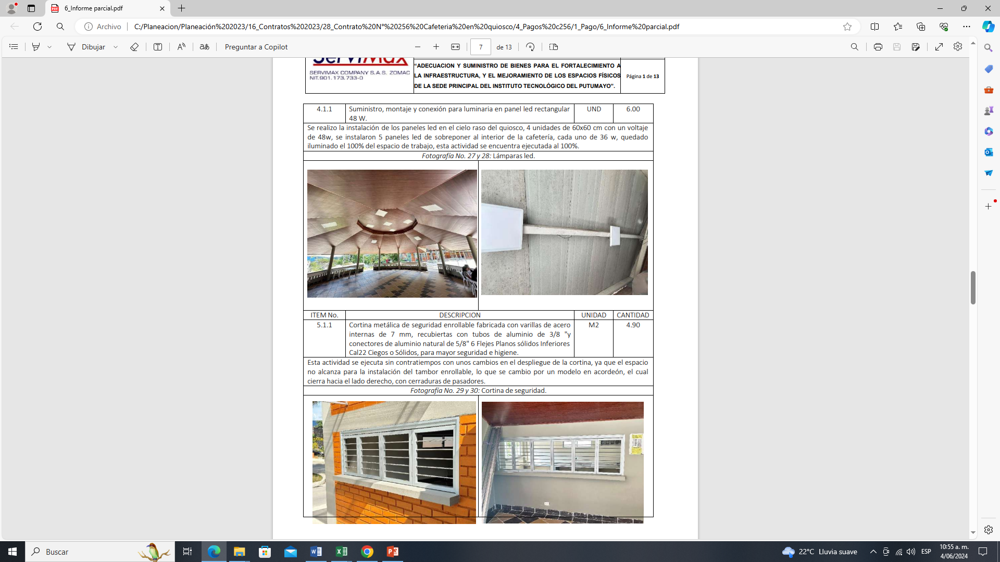 6_Informe parcial.pdf
Archivo
C:/Planeacion/Planeación%202023/16_Contratos%202023/28_Contrato%20N°%20256%20Cafeteria%20en%20quiosco/4_Pagos%20c256/1_Pago/6_Informe%20parcial.pdf
Dibujar
Preguntar a Copilot
7
de 13
ServiMax
SERVIMAX COMPANY S.A.S. ZOMAC
NIT.901.173.733-0
“ADECUACION Y SUMINISTRO DE BIENES PARA EL FORTALECIMIENTO A
LA INFRAESTRUCTURA, Y EL MEJORAMIENTO DE LOS ESPACIOS FÍSICOS
DE LA SEDE PRINCIPAL DEL INSTITUTO TECNOLÓGICO DEL PUTUMAYO”.
Página 1 de 13
4.1.1
Suministro, montaje y conexión para luminaria en panel led rectangular
48 W.
UND
6.00
Se realizo la instalación de los paneles led en el cielo raso del quiosco, 4 unidades de 60x60 cm con un voltaje
de 48w, se instalaron 5 paneles led de sobreponer al interior de la cafetería, cada uno de 36 w, quedado
iluminado el 100% del espacio de trabajo, esta actividad se encuentra ejecutada al 100%.
Fotografía No. 27 y 28: Lámparas led.
ITEM No.
DESCRIPCION
UNIDAD
CANTIDAD
5.1.1
Cortina metálica de seguridad enrollable fabricada con varillas de acero
internas de 7 mm, recubiertas con tubos de aluminio de 3/8 "y
conectores de aluminio natural de 5/8" 6 Flejes Planos sólidos Inferiores
Cal22 Ciegos o Sólidos, para mayor seguridad e higiene.
M2
4.90
Esta actividad se ejecuta sin contratiempos con unos cambios en el despliegue de la cortina, ya que el espacio
no alcanza para la instalación del tambor enrollable, lo que se cambio por un modelo en acordeón, el cual
cierra hacia el lado derecho, con cerraduras de pasadores.
Fotografía No. 29 y 30: Cortina de seguridad.
Buscar
22°C Lluvia suave
ESP
10:55 a. m.
4/06/2024